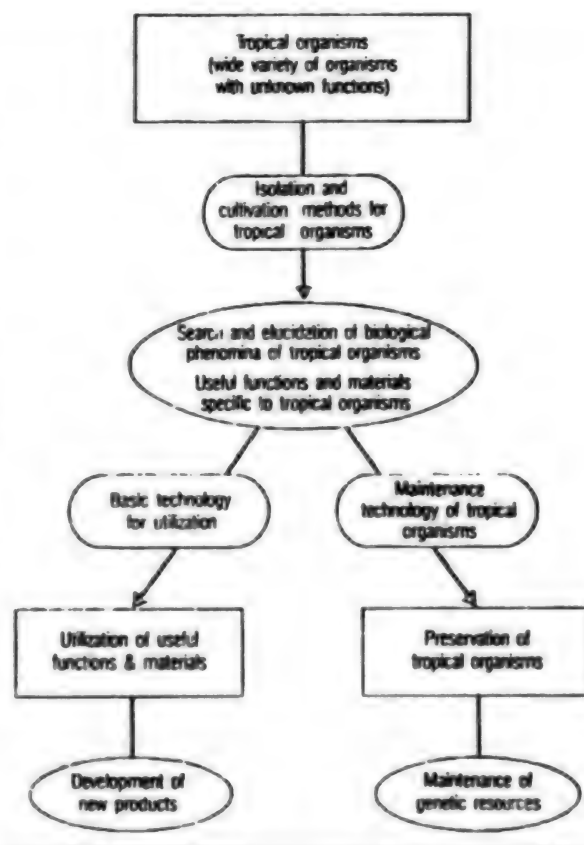 Tropical organisms
(wide variety of organisms
with unknown functions)
Isolation and
cultivation methods for
tropical organisms
Search and elucidation of biological
phenomina of tropical organisms
Useful functions and materials
specific to tropical organisms
Basic technology
for utilization
Maintenance
technology of tropical
organisms
Utilization of useful
functions & materials
Preservation of
tropical organisms
Development of
new products
Maintenance of
genetic resources